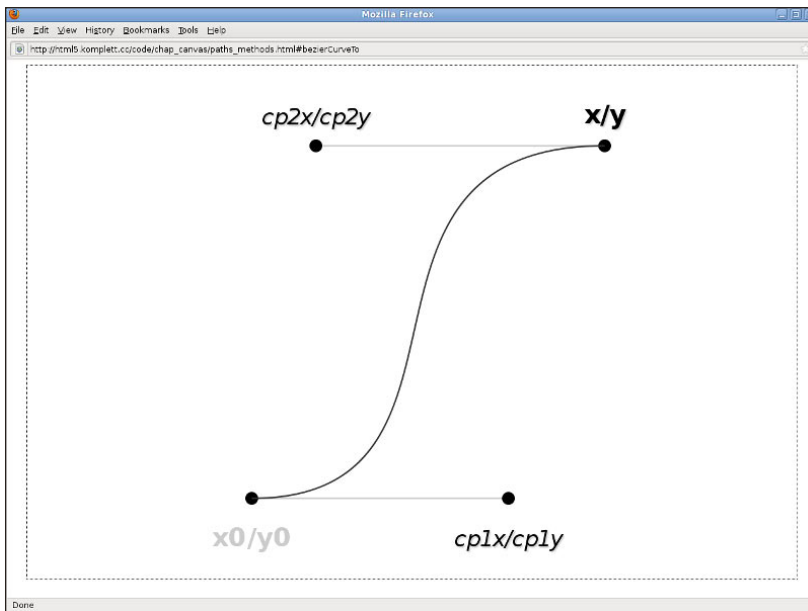 Mozilla Firefox
File Edit View History Bookmarks Tools Help
http://html5.komplett.cc/code/chap_canvas/paths_methods.html#bezierCurveTo
cp2x/cp2y x/y
x0/y0 cp1x/cp1y
Done